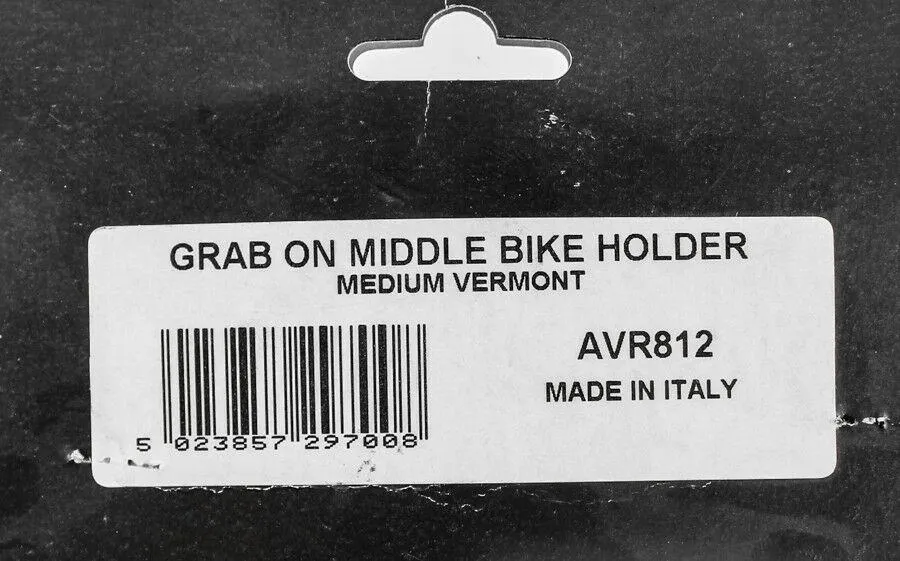 GRAB ON MIDDLE BIKE HOLDER
MEDIUM VERMONT
AVR812
MADE IN ITALY
5 023857 297008